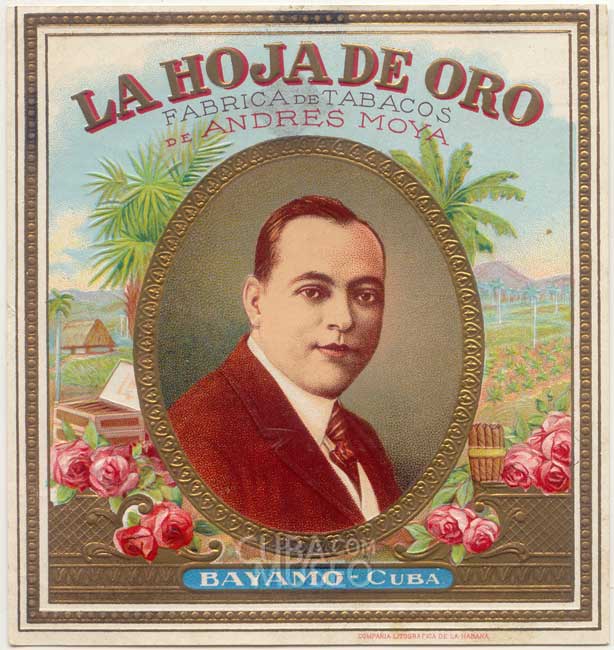 LA HOJA DE ORO
FABRICA DE TABACOS
DE ANDRES MOYA
BAYAMO-CUBA
COMPAÑIA LITOGRAFICA DE LA HABANA